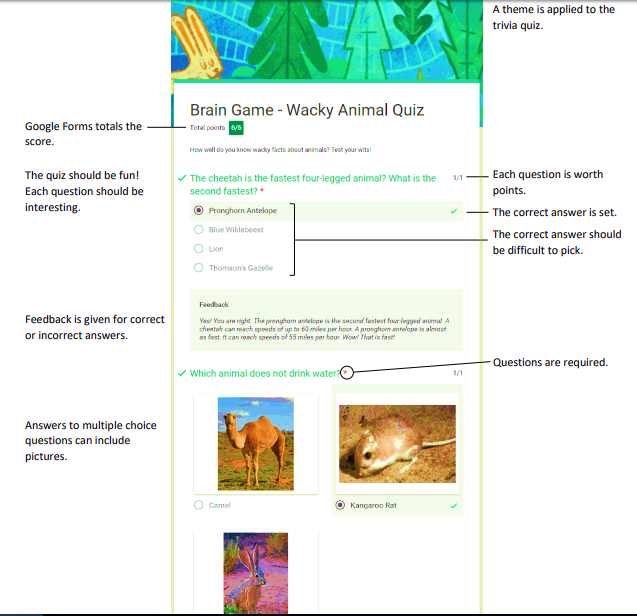 A theme is applied to the
trivia quiz.
Brain Game - Wacky Animal Quiz
Google Forms totals the
score.
Total points 6/6
How well do you know wacky facts about animals? Test your wits!
The quiz should be fun!
Each question should be
interesting.
The cheetah is the fastest four-legged animal? What is the
second fastest? *
1/1
Each question is worth
points.
Pronghorn Antelope
The correct answer is set.
Blue Wildebeest
Lion
Thomson's Gazelle
The correct answer should
be difficult to pick.
Feedback
Yes! You are right. The pronghorn antelope is the second fastest four-legged animal. A
cheetah can reach speeds of up to 60 miles per hour. A pronghorn antelope is almost
as fast. It can reach speeds of 55 miles per hour. Wow! That is fast!
Feedback is given for correct
or incorrect answers.
Which animal does not drink water? *
1/1
Questions are required.
Answers to multiple choice
questions can include
pictures.
Camel
Kangaroo Rat